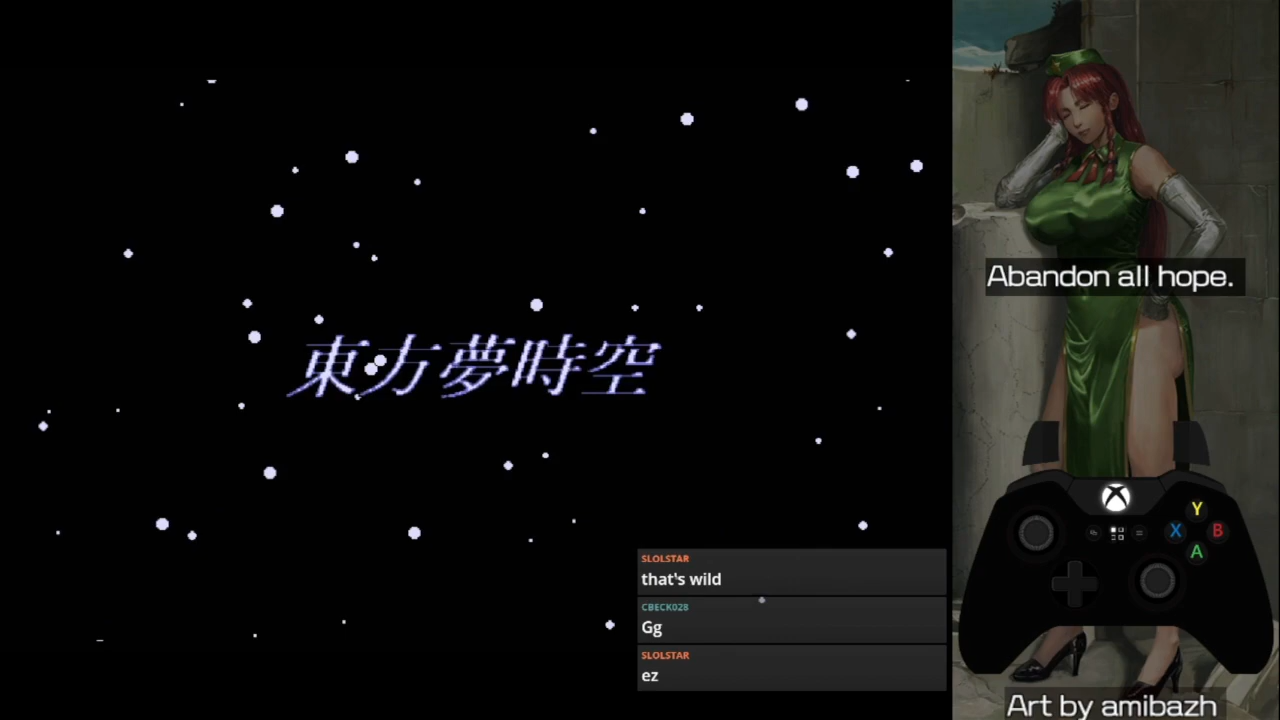 東方夢時空
SLOLSTAR
that's wild
CBECK028
Gg
SLOLSTAR
ez
Abandon all hope.
Y
X
B
A
Art by amibazh